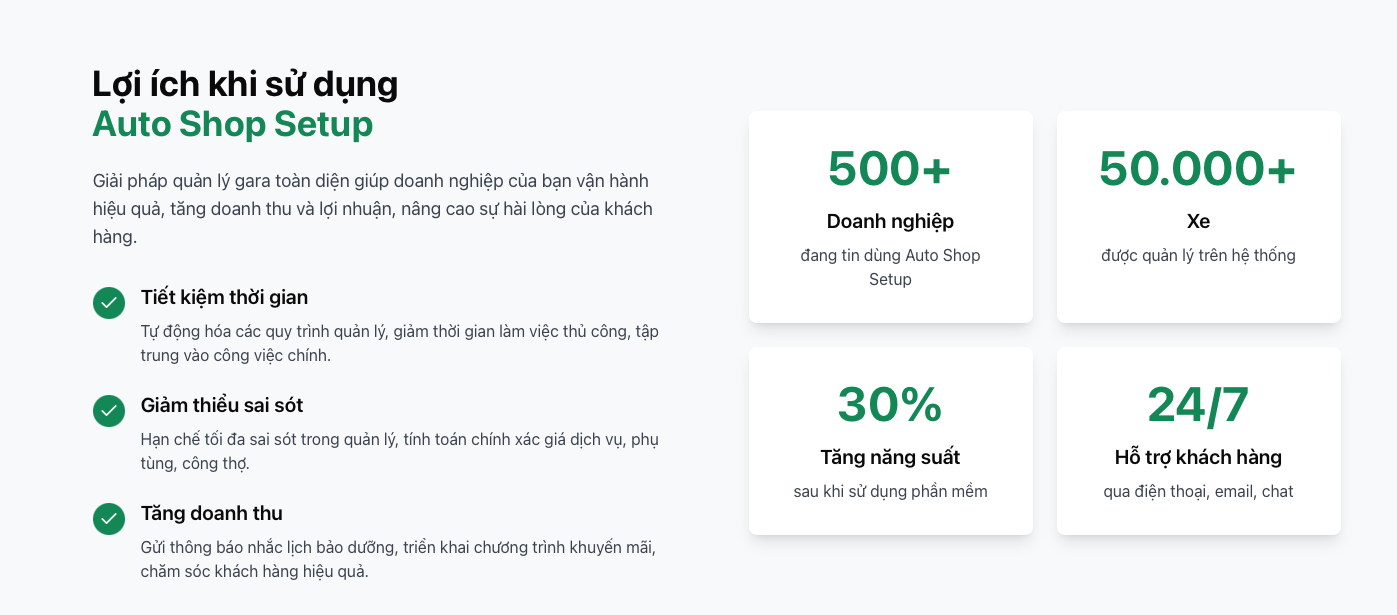 Lợi ích khi sử dụng
Auto Shop Setup
Giải pháp quản lý gara toàn diện giúp doanh nghiệp của bạn vận hành
hiệu quả, tăng doanh thu và lợi nhuận, nâng cao sự hài lòng của khách
hàng.
Tiết kiệm thời gian
Tự động hóa các quy trình quản lý, giảm thời gian làm việc thủ công, tập
trung vào công việc chính.
Giảm thiểu sai sót
Hạn chế tối đa sai sót trong quản lý, tính toán chính xác giá dịch vụ, phụ
tùng, công thợ.
Tăng doanh thu
Gửi thông báo nhắc lịch bảo dưỡng, triển khai chương trình khuyến mãi,
chăm sóc khách hàng hiệu quả.
500+
Doanh nghiệp
đang tin dùng Auto Shop
Setup
50.000+
Xe
được quản lý trên hệ thống
30%
Tăng năng suất
sau khi sử dụng phần mềm
24/7
Hỗ trợ khách hàng
qua điện thoại, email, chat